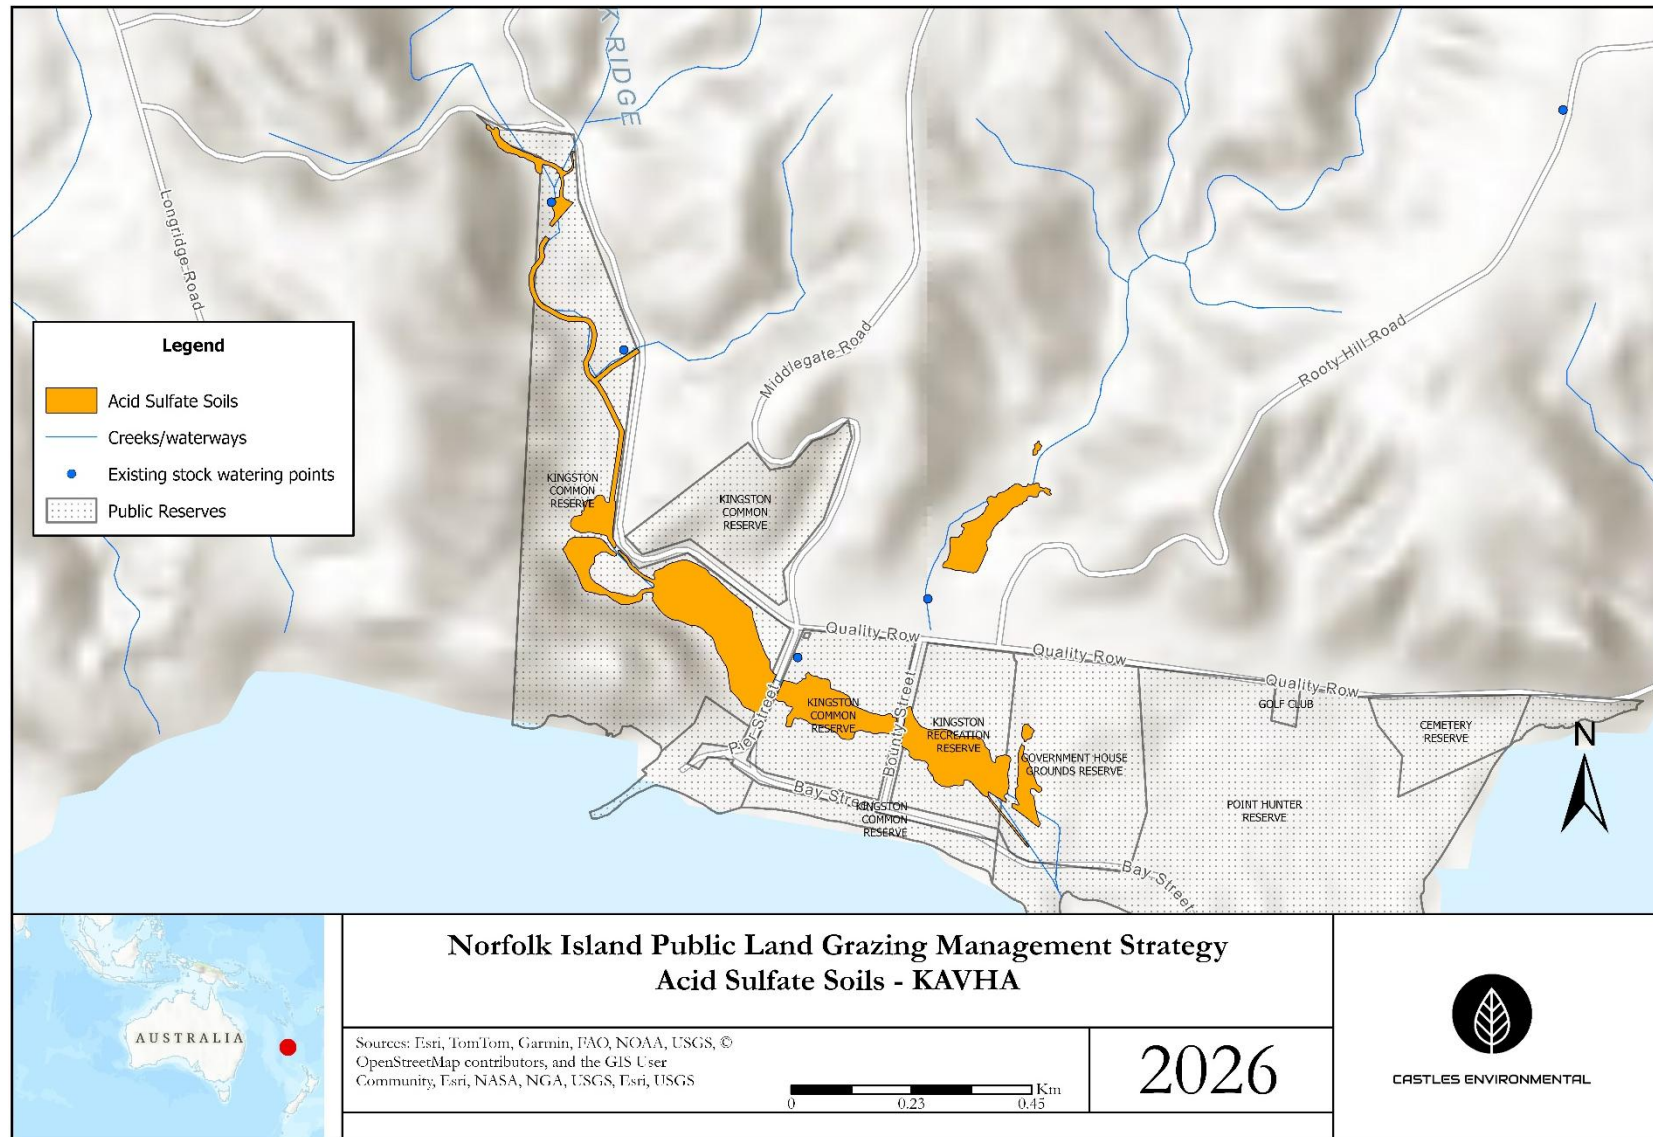 K RIDGE
Longridge Road
Middlegate Road
Rooty Hill Road
Legend
Acid Sulfate Soils
Creeks/waterways
Existing stock watering points
Public Reserves
KINGSTON
COMMON
RESERVE
KINGSTON
COMMON
RESERVE
Quality Row
Quality Row
Quality Row
GOLF CLUB
Pier Street
KINGSTON
COMMON
RESERVE
Bounty Street
KINGSTON
RECREATION
RESERVE
GOVERNMENT HOUSE
GROUNDS RESERVE
CEMETERY
RESERVE
POINT HUNTER
RESERVE
N
Bay Street
KINGSTON
COMMON
RESERVE
Bay Street
AUSTRALIA
Norfolk Island Public Land Grazing Management Strategy
Acid Sulfate Soils - KAVHA
Sources: Esri, TomTom, Garmin, FAO, NOAA, USGS, ©
OpenStreetMap contributors, and the GIS User
Community, Esri, NASA, NGA, USGS, Esri, USGS
Km
0 0.23 0.45
2026
CASTLES ENVIRONMENTAL